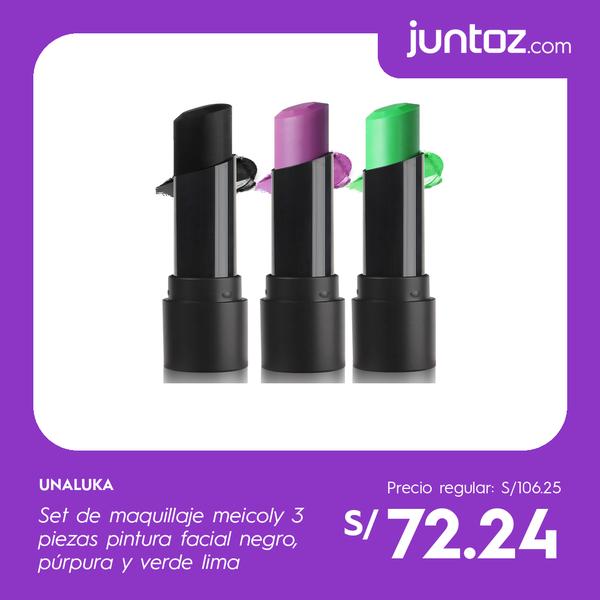 juntoz.com
UNALUKA
Set de maquillaje meicoly 3
piezas pintura facial negro,
púrpura y verde lima
Precio regular: S/106.25
S/72.24